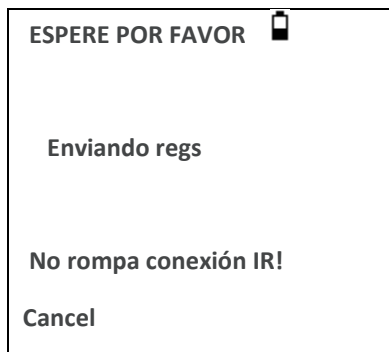 ESPERE POR FAVOR
Enviando regs
No rompa conexión IR!
Cancel